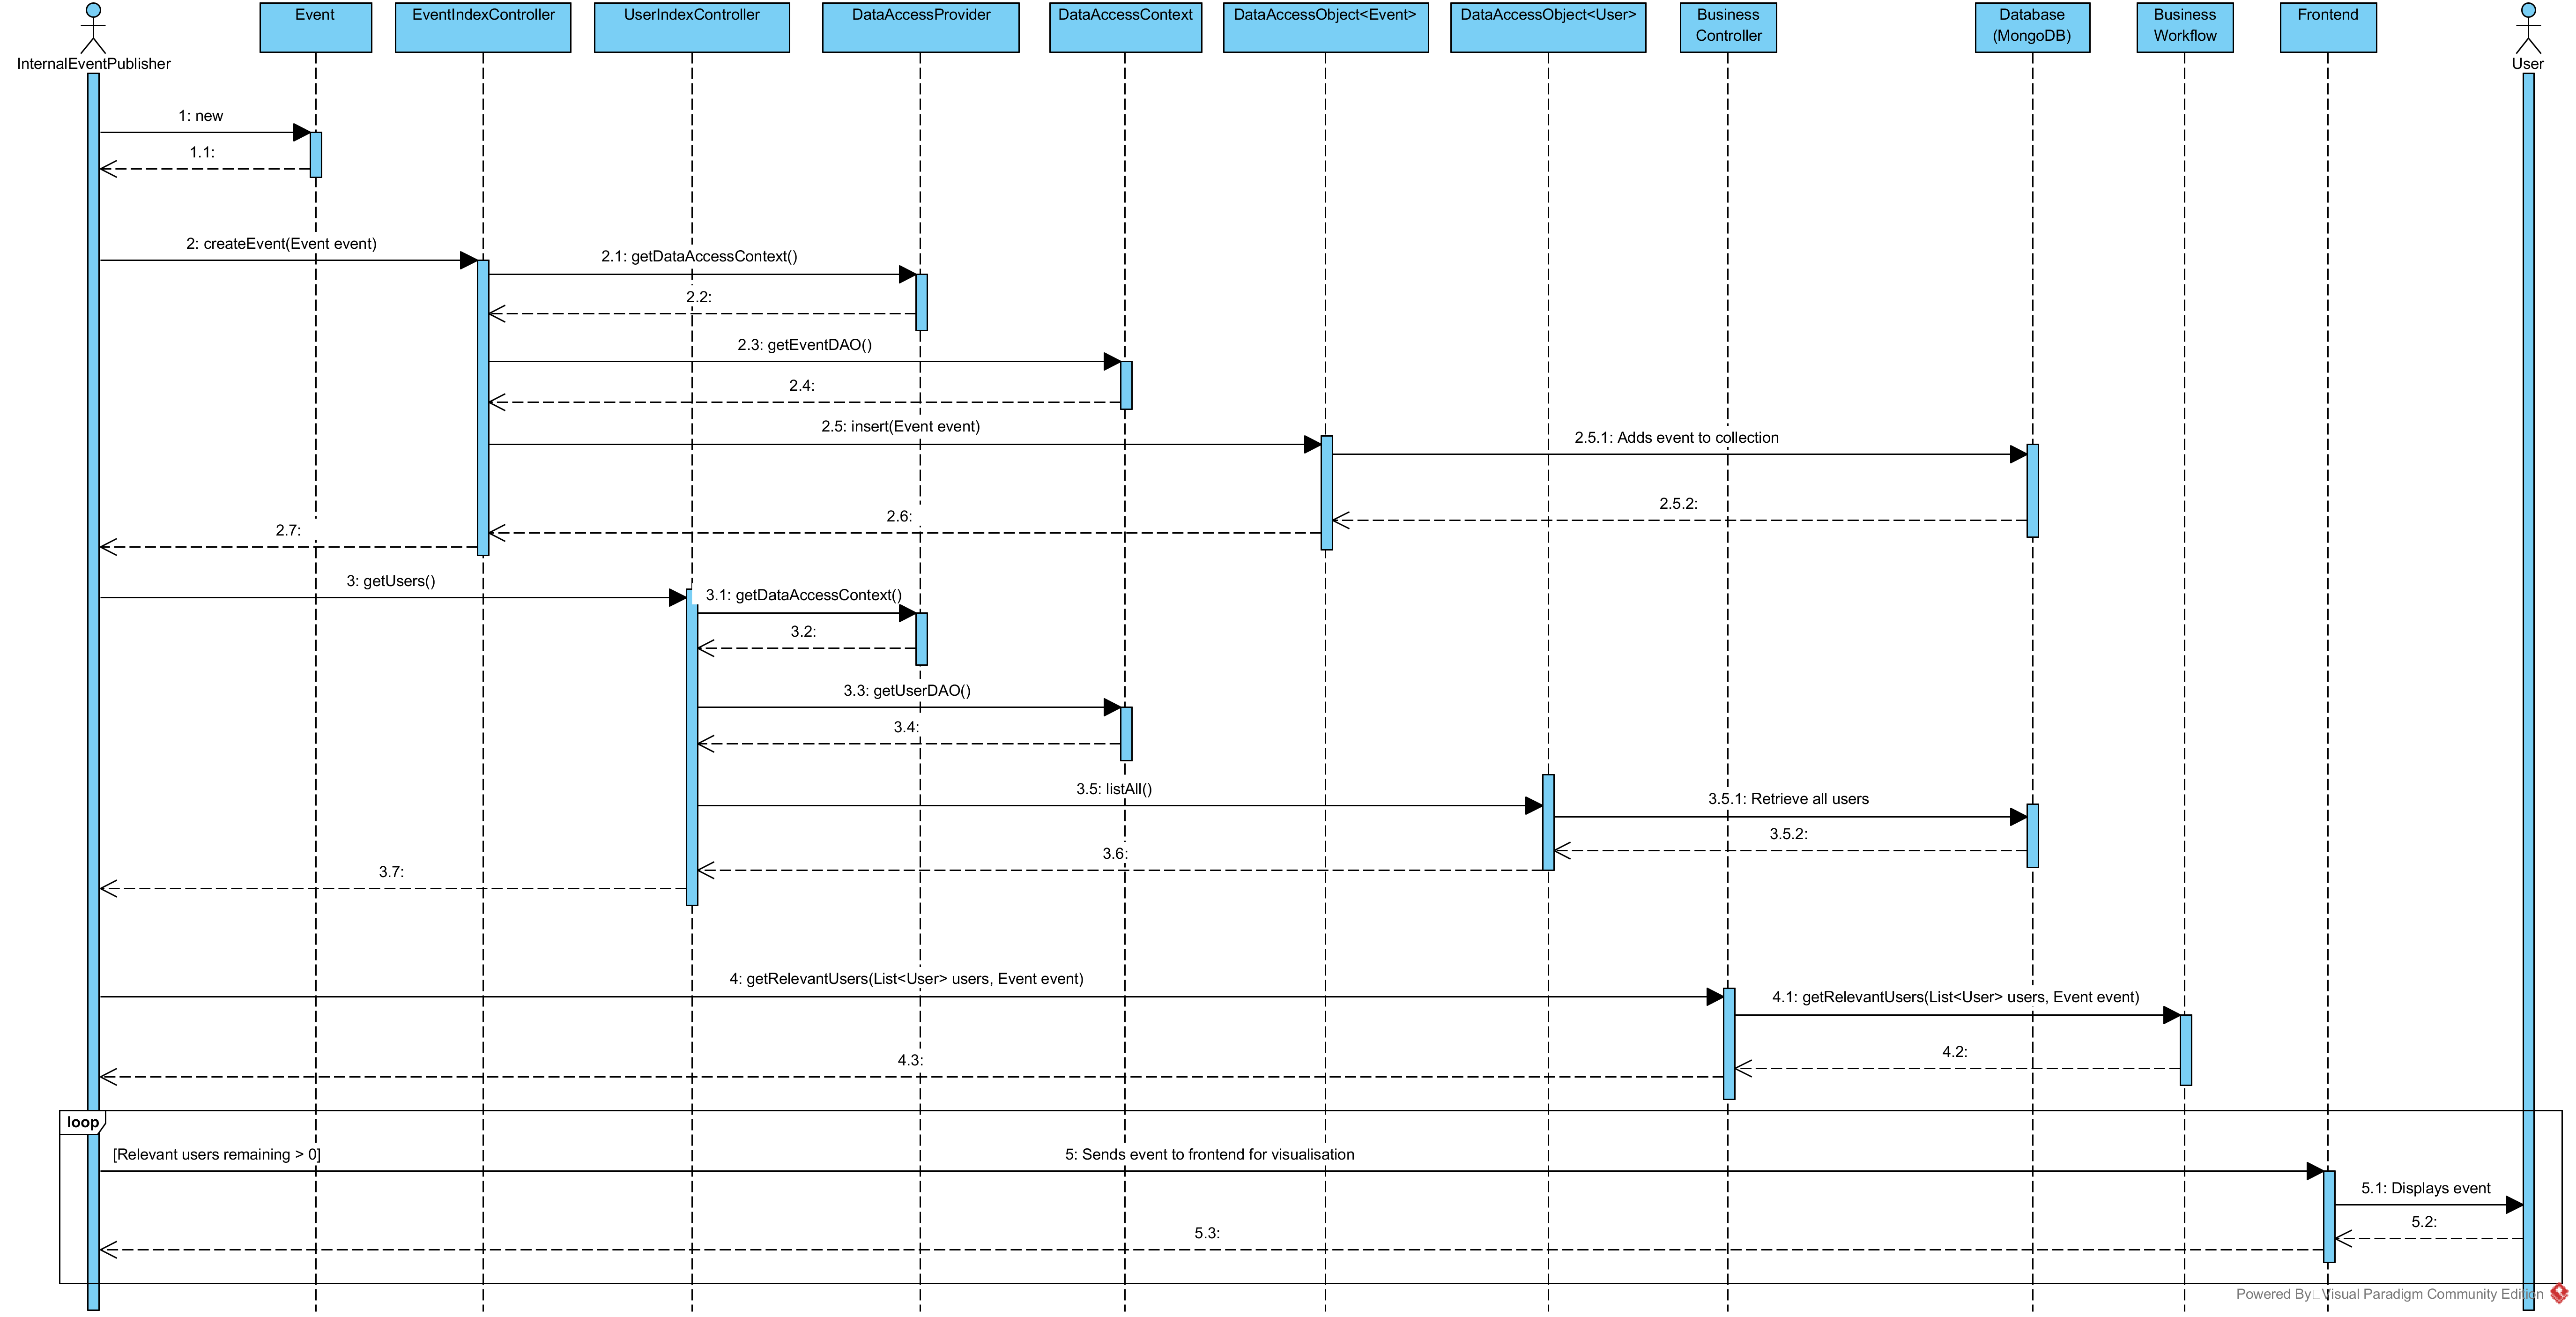 InternalEventPublisher
Event
EventIndexController
UserIndexController
DataAccessProvider
DataAccessContext
DataAccessObject<Event>
DataAccessObject<User>
Business
Controller
Database
(MongoDB)
Business
Workflow
Frontend
User
1: new
1.1:
2: createEvent(Event event)
2.1: getDataAccessContext()
2.2:
2.3: getEventDAO()
2.4:
2.5: insert(Event event)
2.5.1: Adds event to collection
2.5.2:
2.6:
2.7:
3: getUsers()
3.1: getDataAccessContext()
3.2:
3.3: getUserDAO()
3.4:
3.5: listAll()
3.5.1: Retrieve all users
3.5.2:
3.6:
3.7:
4: getRelevantUsers(List<User> users, Event event)
4.1: getRelevantUsers(List<User> users, Event event)
4.2:
4.3:
loop
[Relevant users remaining > 0]
5: Sends event to frontend for visualisation
5.1: Displays event
5.2:
5.3:
Powered By Visual Paradigm Community Edition